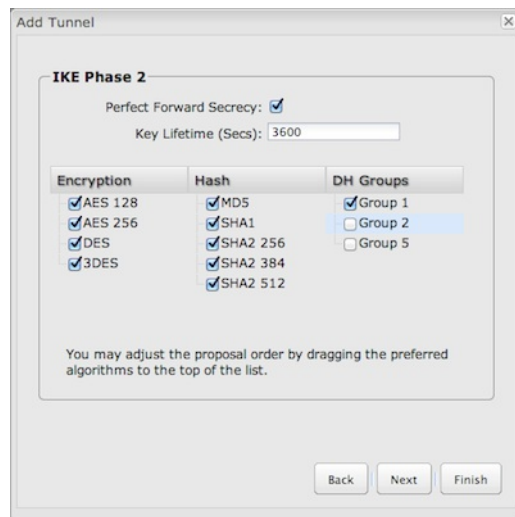 Add Tunnel
IKE Phase 2
Perfect Forward Secrecy:
Key Lifetime (Secs): 3600
Encryption
AES 128
AES 256
DES
3DES
Hash
MD5
SHA1
SHA2 256
SHA2 384
SHA2 512
DH Groups
Group 1
Group 2
Group 5
You may adjust the proposal order by dragging the preferred
algorithms to the top of the list.
Back
Next
Finish